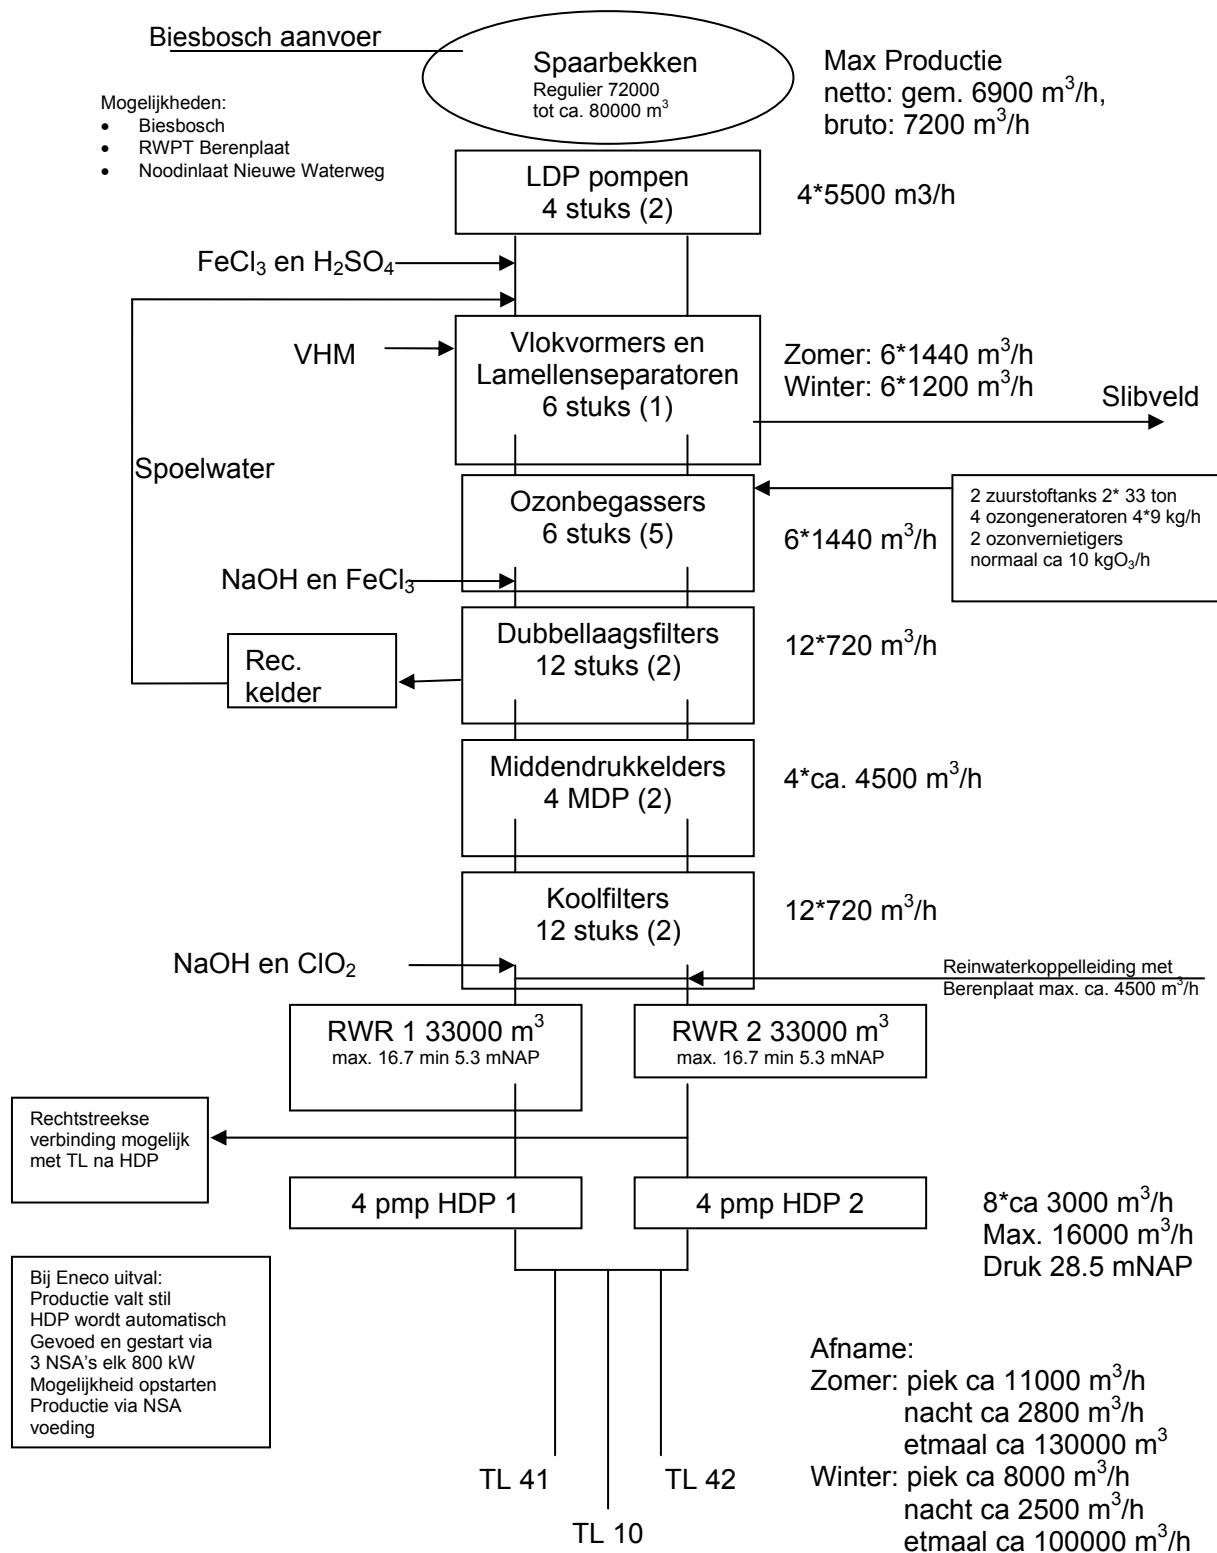 Biesbosch aanvoer
Spaarbekken
Regulier 72000
tot ca. 80000 m³
Max Productie
netto: gem. 6900 m³/h,
bruto: 7200 m³/h
Mogelijkheden:
• Biesbosch
• RWPT Berenplaat
• Noodinlaat Nieuwe Waterweg
LDP pompen
4 stuks (2)
4*5500 m3/h
FeCl₃ en H₂SO₄
VHM
Vlokvormers en
Lamellenseparatoren
6 stuks (1)
Zomer: 6*1440 m³/h
Winter: 6*1200 m³/h
Slibveld
Spoelwater
Ozonbegassers
6 stuks (5)
6*1440 m³/h
2 zuurstoftanks 2* 33 ton
4 ozongeneratoren 4*9 kg/h
2 ozonvernietigers
normaal ca 10 kgO₃/h
NaOH en FeCl₃
Dubbellaagsfilters
12 stuks (2)
12*720 m³/h
Rec.
kelder
Middendrukkelders
4 MDP (2)
4*ca. 4500 m³/h
Koolfilters
12 stuks (2)
12*720 m³/h
NaOH en ClO₂
Reinwaterkoppelleiding met
Berenplaat max. ca. 4500 m³/h
RWR 1 33000 m³
max. 16.7 min 5.3 mNAP
RWR 2 33000 m³
max. 16.7 min 5.3 mNAP
Rechtstreekse
verbinding mogelijk
met TL na HDP
4 pmp HDP 1
4 pmp HDP 2
8*ca 3000 m³/h
Max. 16000 m³/h
Druk 28.5 mNAP
Bij Eneco uitval:
Productie valt stil
HDP wordt automatisch
Gevoed en gestart via
3 NSA's elk 800 kW
Mogelijkheid opstarten
Productie via NSA
voeding
Afname:
Zomer: piek ca 11000 m³/h
nacht ca 2800 m³/h
etmaal ca 130000 m³
Winter: piek ca 8000 m³/h
nacht ca 2500 m³/h
etmaal ca 100000 m³/h
TL 41
TL 42
TL 10